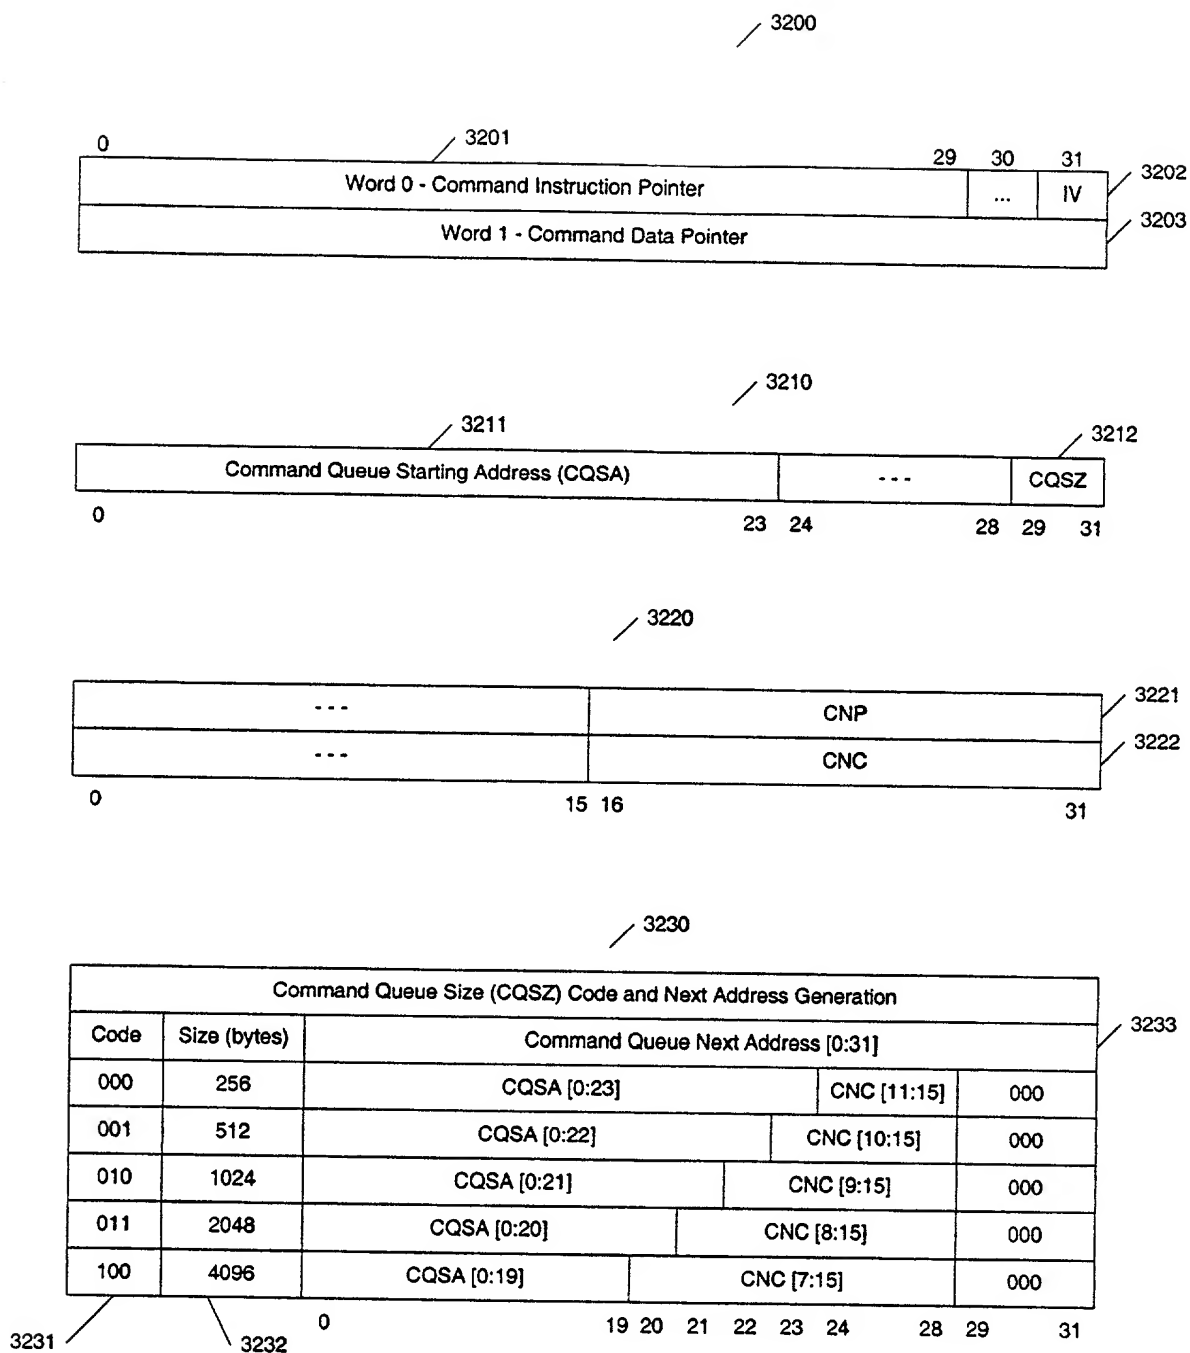 3200
0 3201 29 30 31
Word 0 - Command Instruction Pointer ... IV 3202
Word 1 - Command Data Pointer 3203
3210
3211 3212
Command Queue Starting Address (CQSA) --- CQSZ
0 23 24 28 29 31
3220
--- CNP 3221
--- CNC 3222
0 15 16 31
3230
Command Queue Size (CQSZ) Code and Next Address Generation
Code Size (bytes) Command Queue Next Address [0:31] 3233
000 256 CQSA [0:23] CNC [11:15] 000
001 512 CQSA [0:22] CNC [10:15] 000
010 1024 CQSA [0:21] CNC [9:15] 000
011 2048 CQSA [0:20] CNC [8:15] 000
100 4096 CQSA [0:19] CNC [7:15] 000
3231 3232 0 19 20 21 22 23 24 28 29 31